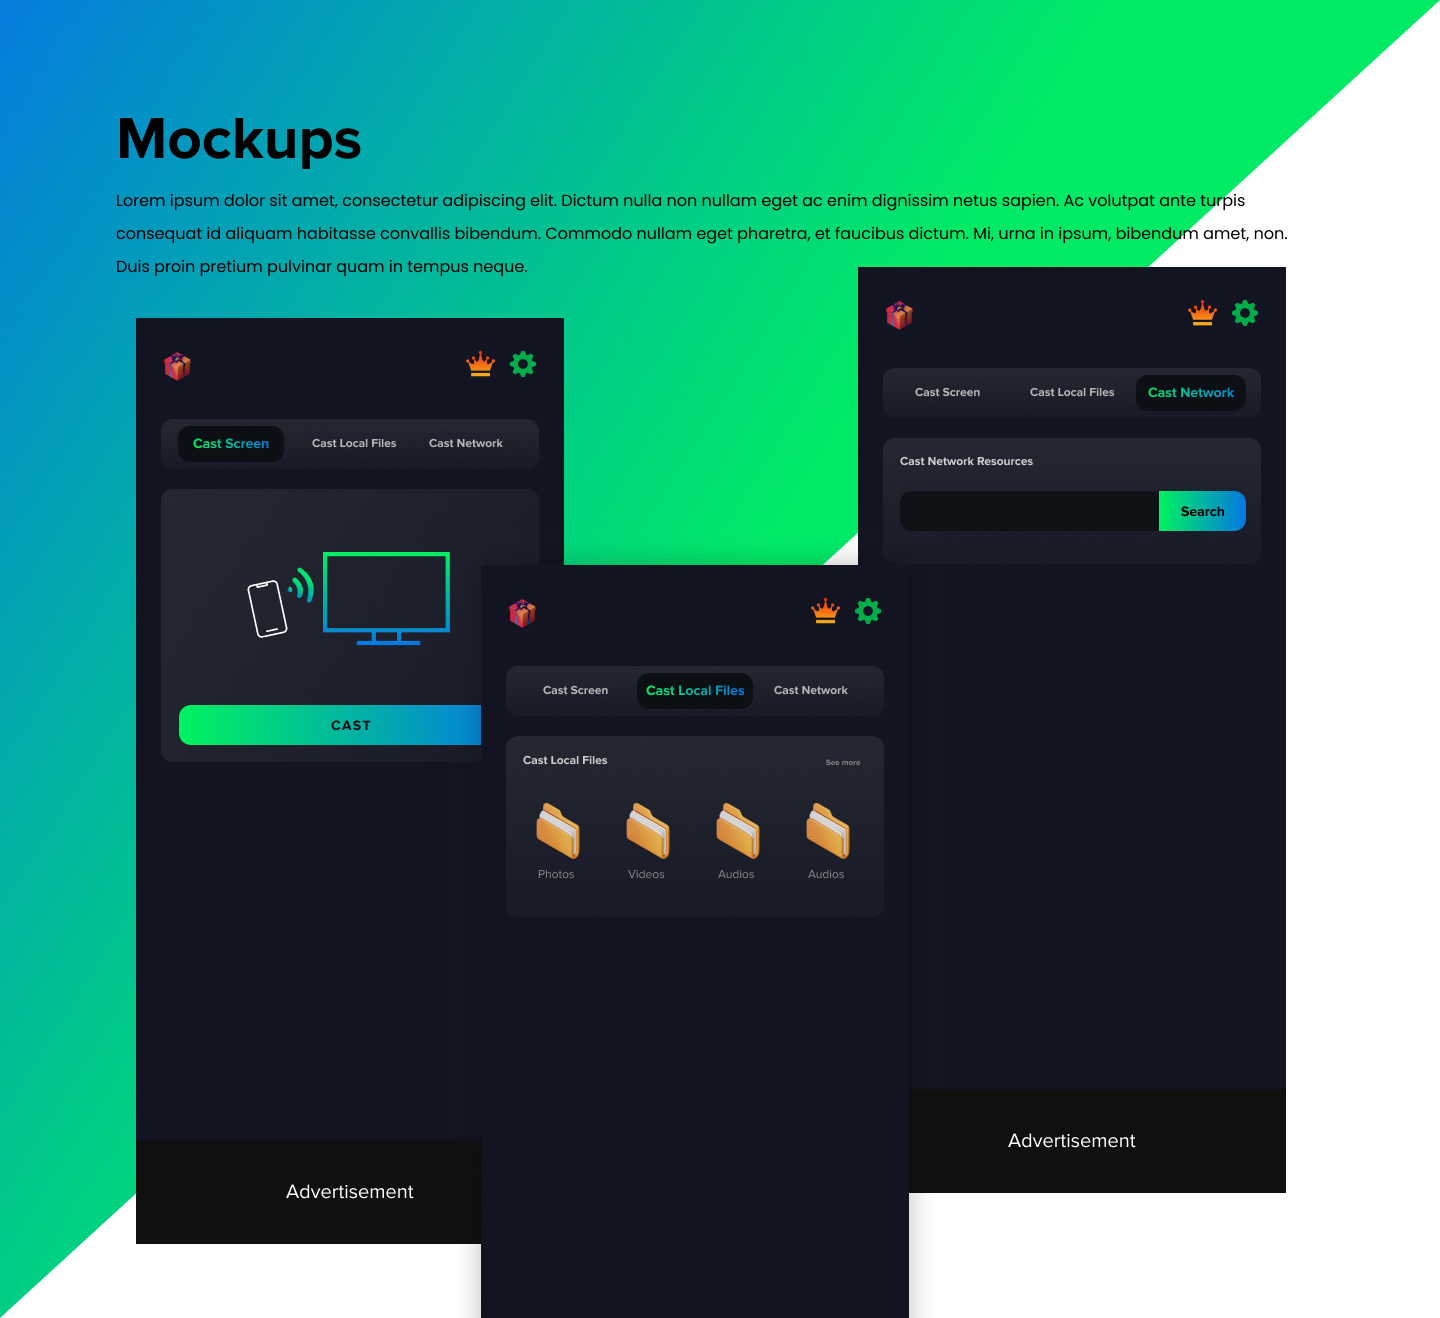 Mockups
Lorem ipsum dolor sit amet, consectetur adipiscing elit. Dictum nulla non nullam eget ac enim dignissim netus sapien. Ac volutpat ante turpis
consequat id aliquam habitasse convallis bibendum. Commodo nullam eget pharetra, et faucibus dictum. Mi, urna in ipsum, bibendum amet, non.
Duis proin pretium pulvinar quam in tempus neque.
Cast Screen Cast Local Files Cast Network
CAST
Advertisement
Cast Screen Cast Local Files Cast Network
Cast Local Files See more
Photos Videos Audios Audios
Cast Screen Cast Local Files Cast Network
Cast Network Resources
Search
Advertisement